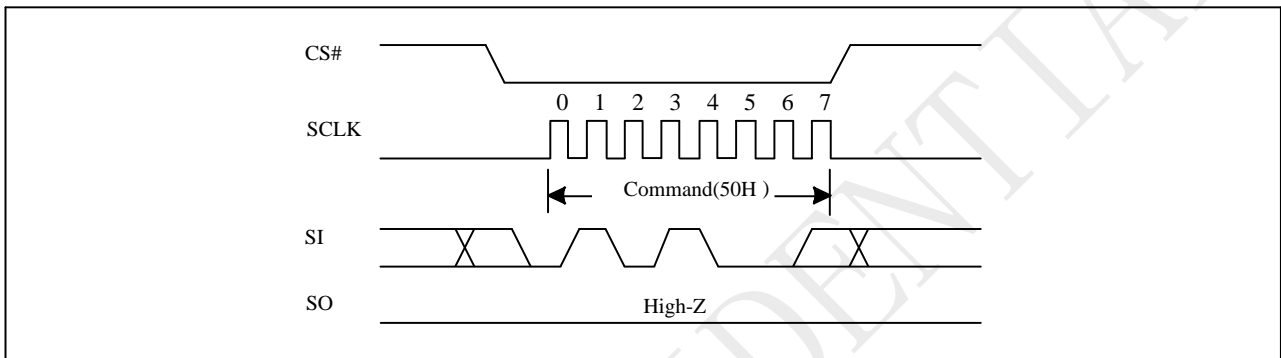 CS#
0 1 2 3 4 5 6 7
SCLK
Command(50H )
SI
SO
High-Z